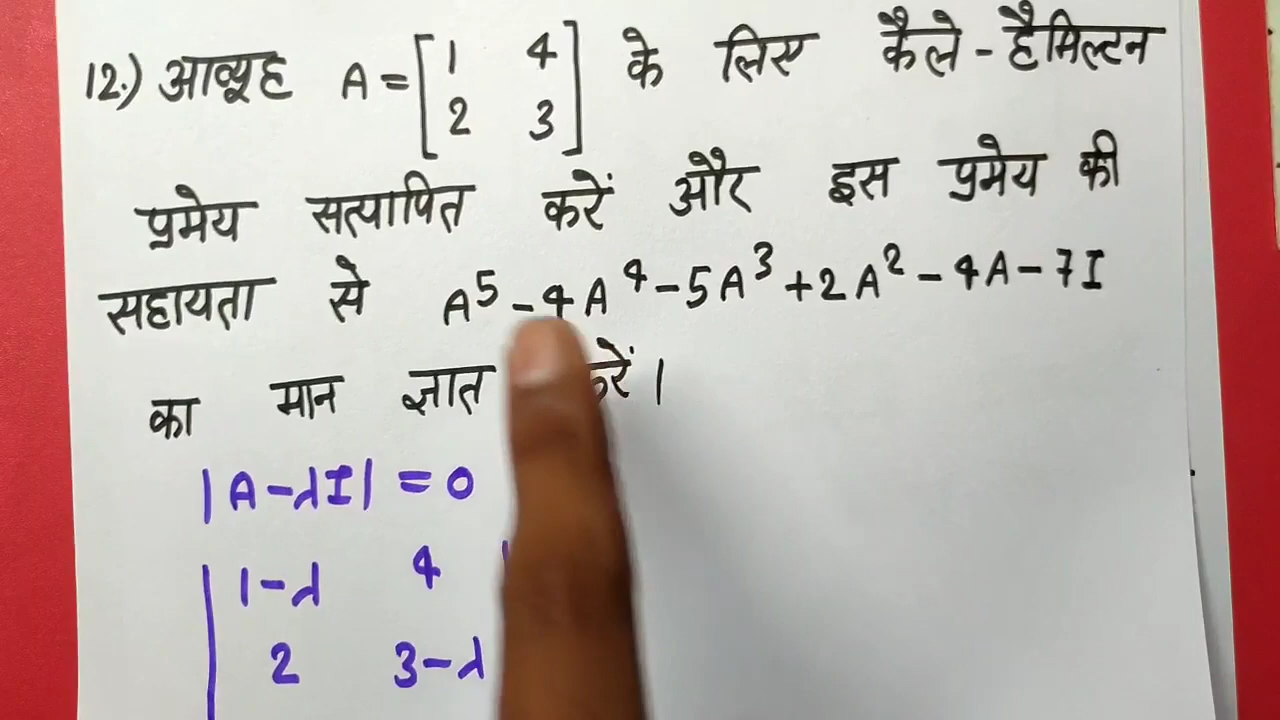 12.) आव्यूह A = [1 4
2 3] के लिए कैले-हैमिल्टन
प्रमेय सत्यापित करें और इस प्रमेय की
सहायता से A⁵ - 4A⁴ - 5A³ + 2A² - 4A - 7I
का मान ज्ञात करें।
|A - λI| = 0
|1-λ 4
2 3-λ